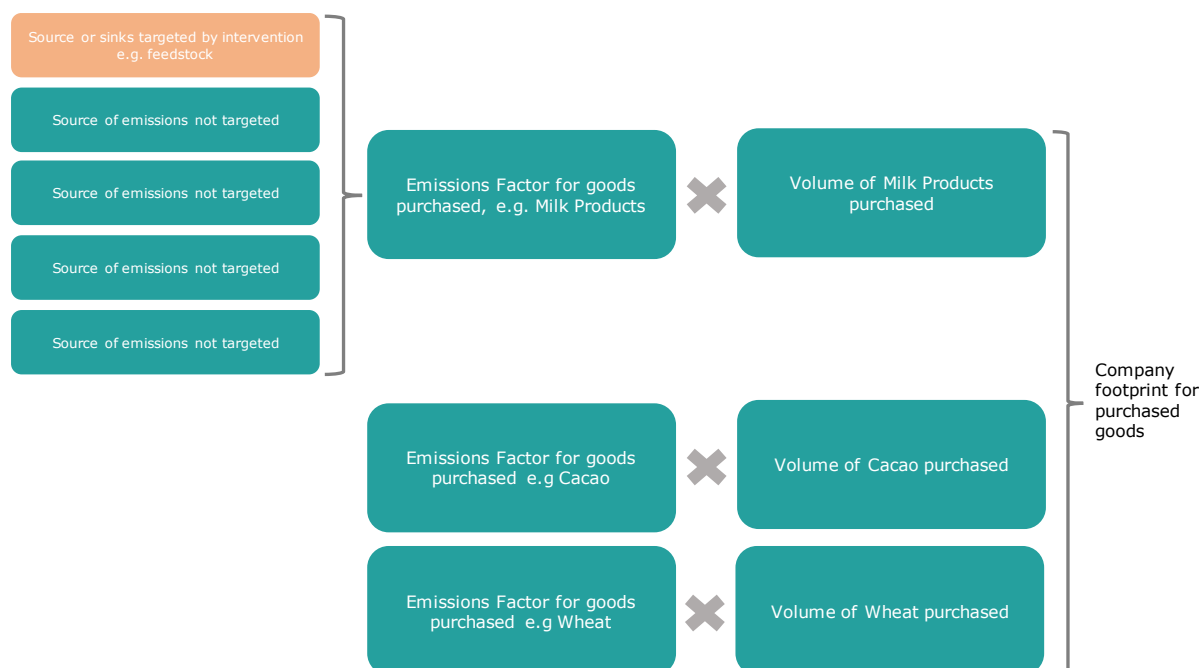 Source or sinks targeted by intervention
e.g. feedstock
Source of emissions not targeted
Source of emissions not targeted
Source of emissions not targeted
Source of emissions not targeted
Emissions Factor for goods
purchased, e.g. Milk Products
Volume of Milk Products
purchased
Emissions Factor for goods
purchased e.g Cacao
Volume of Cacao purchased
Emissions Factor for goods
purchased e.g Wheat
Volume of Wheat purchased
Company
footprint for
purchased
goods